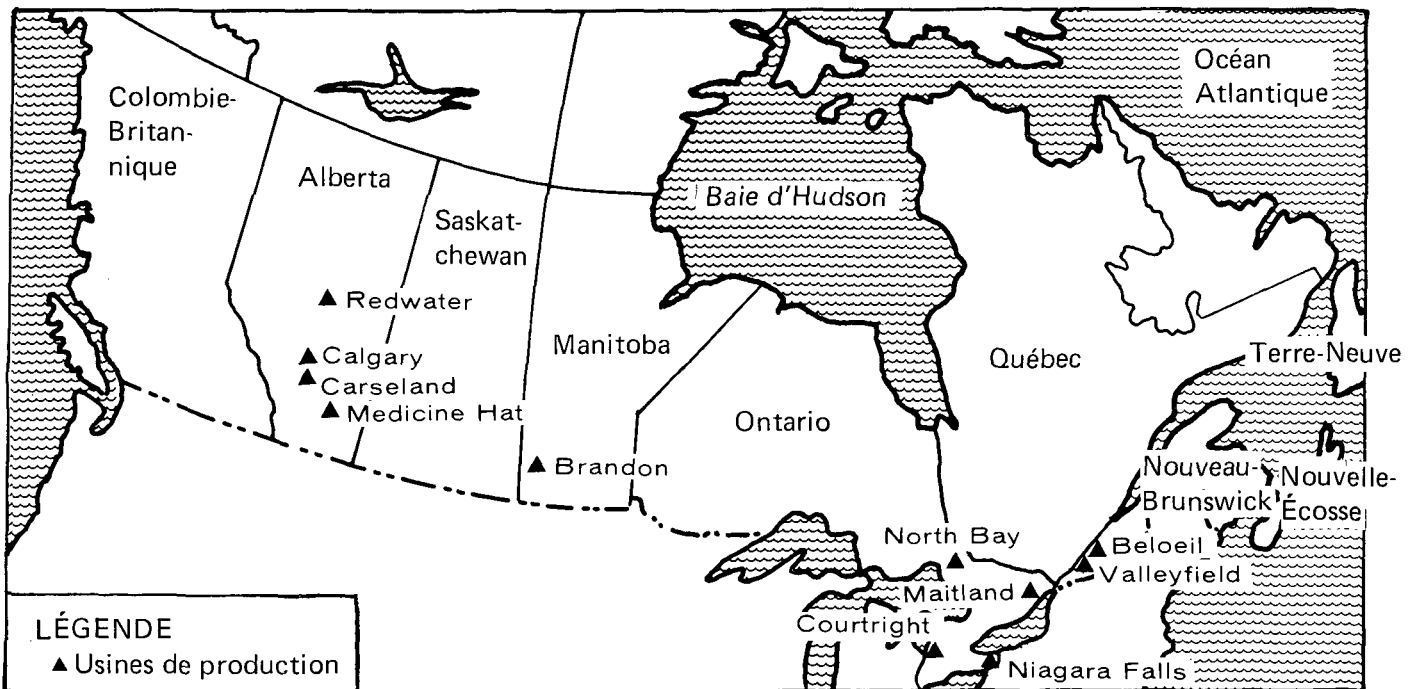 Océan
Atlantique
Colombie-
Britan-
nique
Alberta
Baie d'Hudson
Saskat-
chewan
Redwater
Manitoba
Calgary
Carseland
Medicine Hat
Québec
Terre-Neuve
Ontario
Brandon
Nouveau-
Brunswick
Nouvelle-
Écosse
North Bay
Beloeil
Valleyfield
Maitland
Courtright
Niagara Falls
LÉGENDE
▲ Usines de production